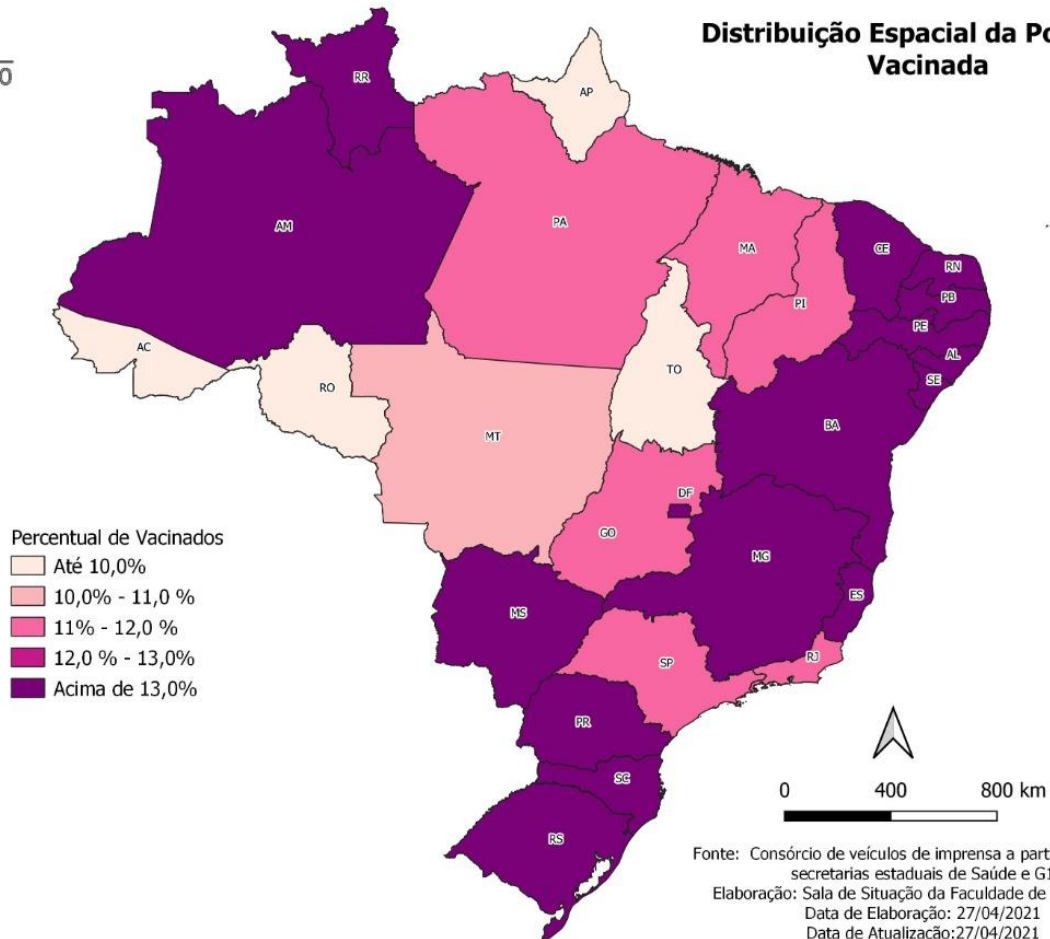 Distribuição Espacial da Po
Vacinada
0
RR
AP
AM
PA
MA
CE
RN
PI
PB
PE
AC
AL
TO
SE
RO
BA
MT
DF
GO
MG
Percentual de Vacinados
Até 10,0%
10,0% - 11,0 %
11% - 12,0 %
12,0 % - 13,0%
Acima de 13,0%
ES
MS
RJ
SP
PR
SC
RS
0 400 800 km
Fonte: Consórcio de veículos de imprensa a part
secretarias estaduais de Saúde e G1
Elaboração: Sala de Situação da Faculdade de
Data de Elaboração: 27/04/2021
Data de Atualização:27/04/2021